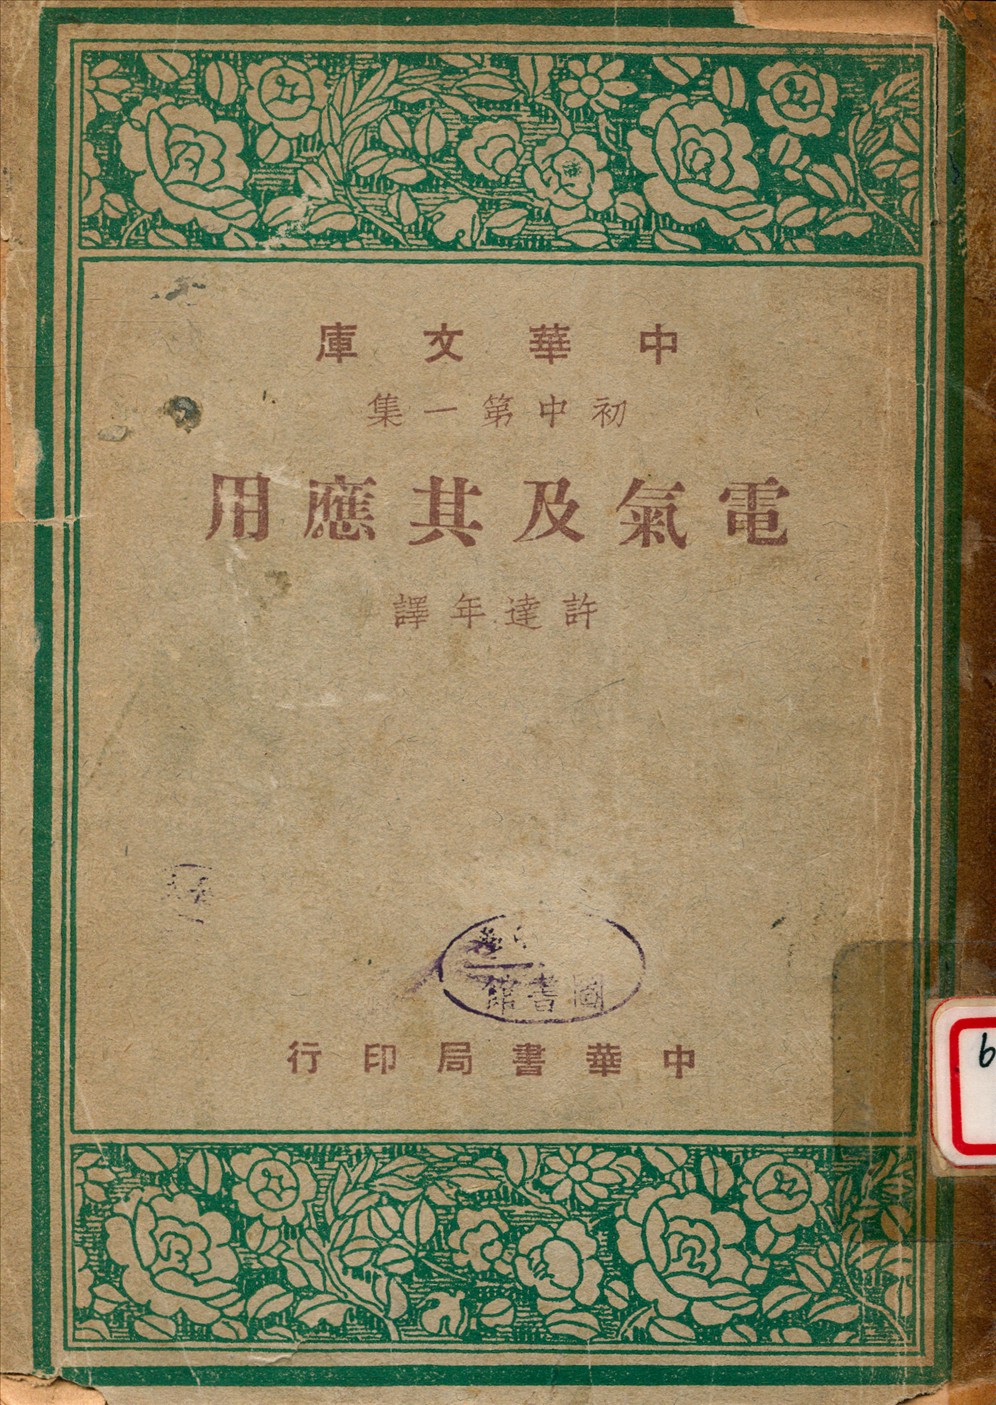 中華文庫
初中第一集
電氣及其應用
許達年譯
圖書館
中華書局印行
6